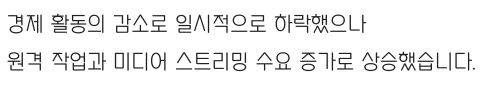 경제 활동의 감소로 일시적으로 하락했으나
원격 작업과 미디어 스트리밍 수요 증가로 상승했습니다.